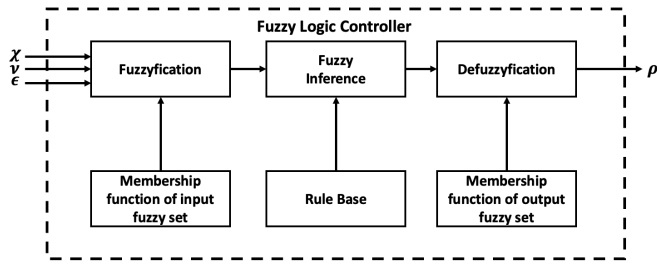 Fuzzy Logic Controller
χ
ν
ϵ
Fuzzyfication
Fuzzy
Inference
Defuzzyfication
ρ
Membership
function of input
fuzzy set
Rule Base
Membership
function of output
fuzzy set